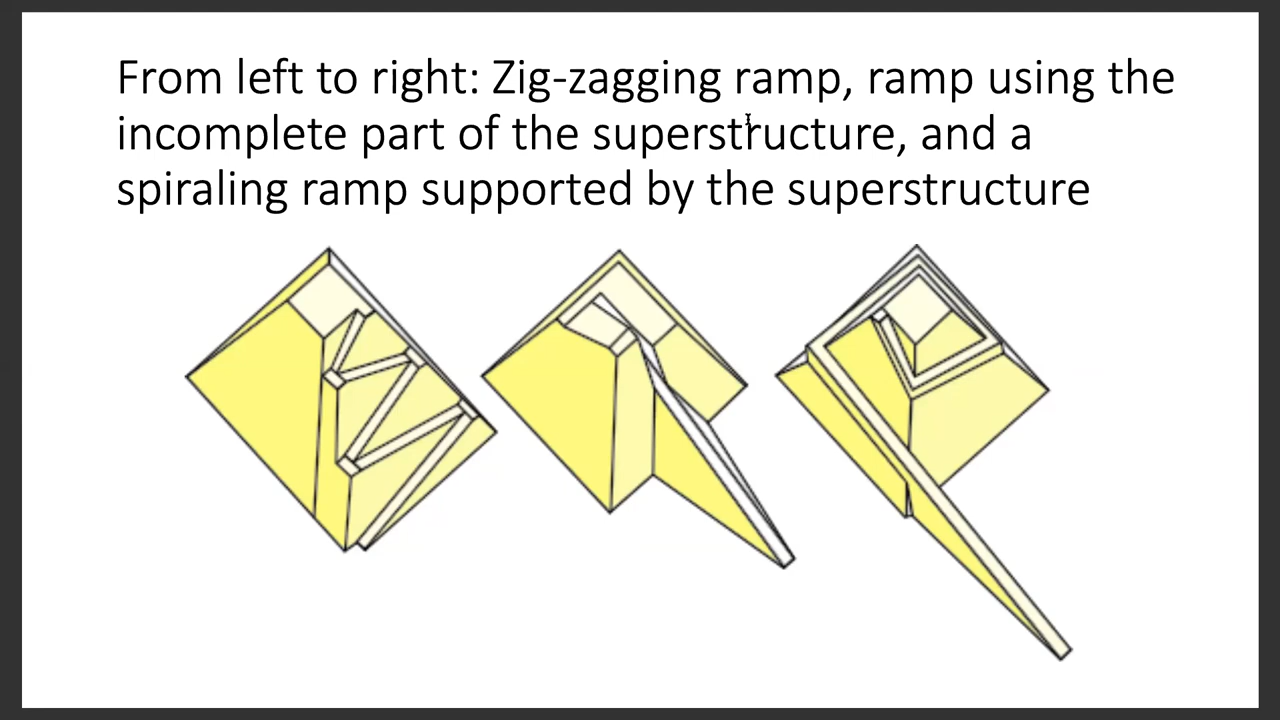 From left to right: Zig-zagging ramp, ramp using the
incomplete part of the superstructure, and a
spiraling ramp supported by the superstructure